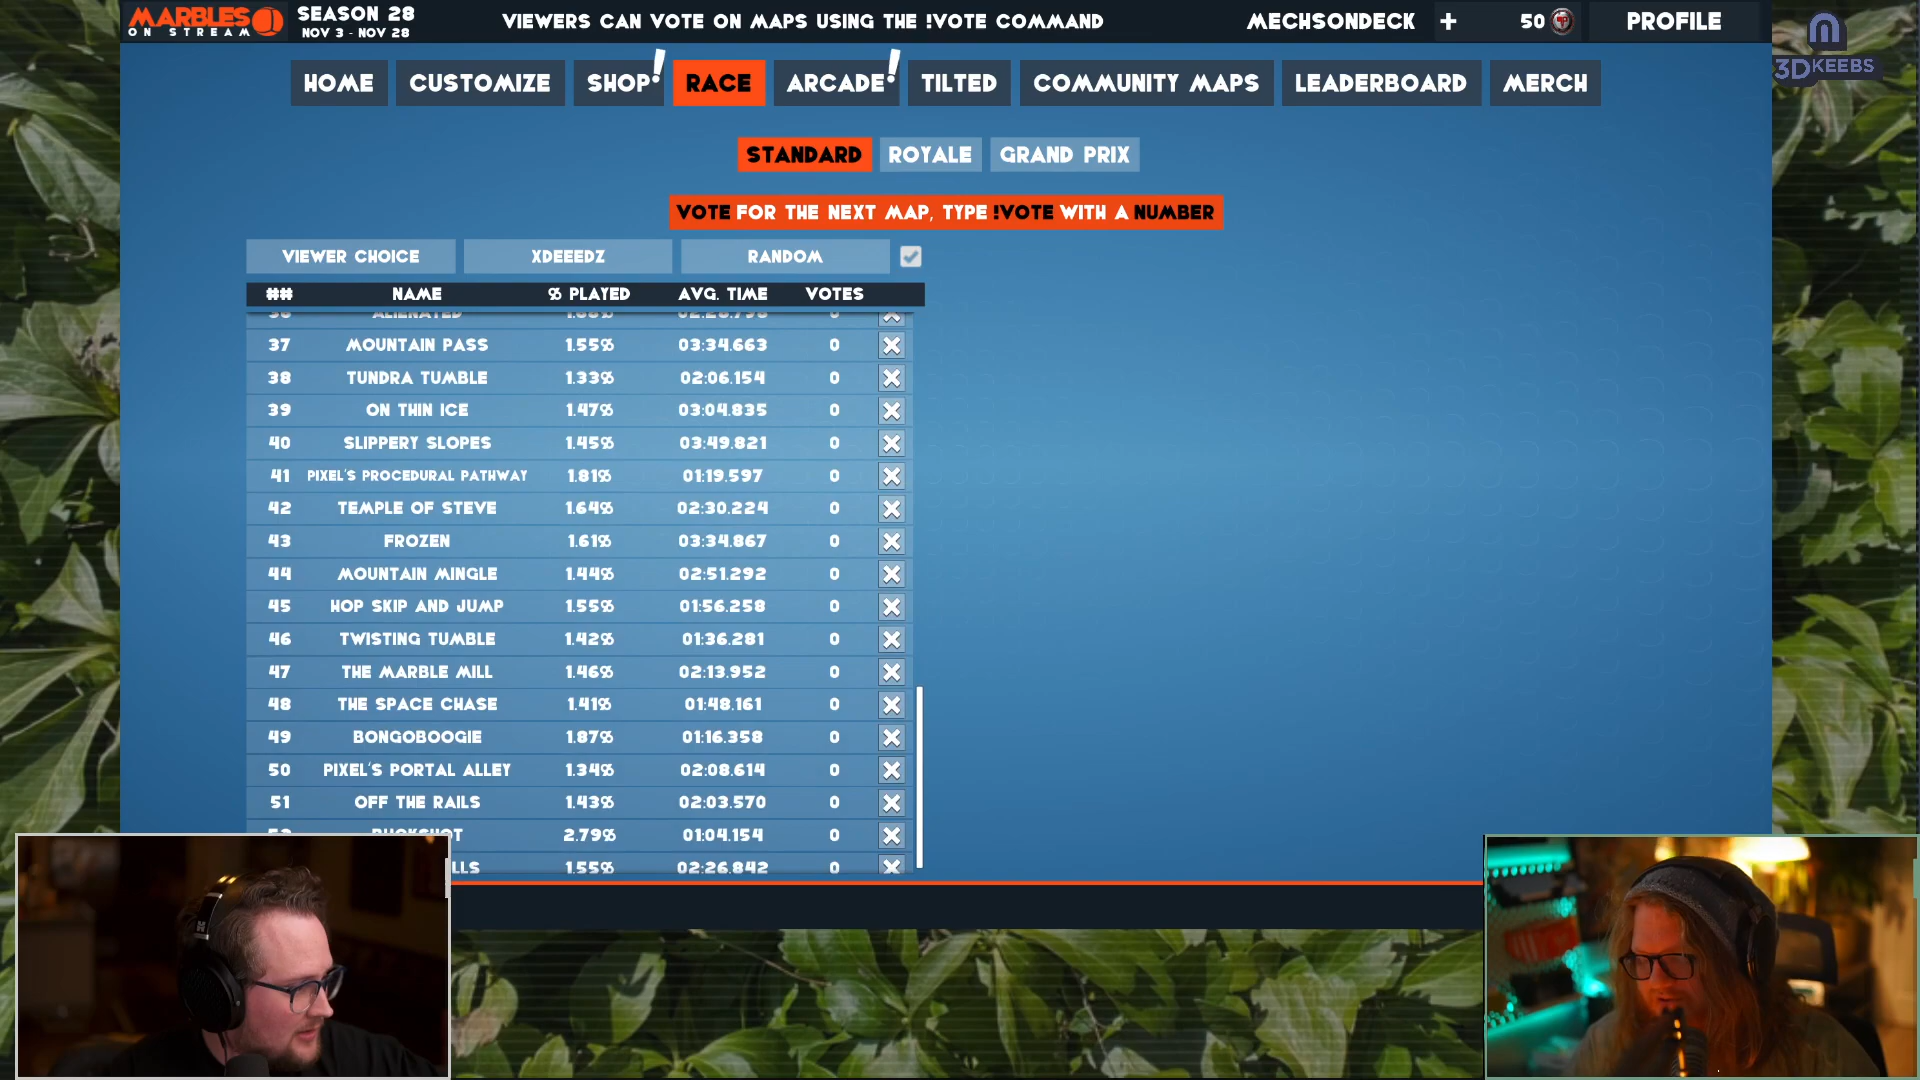 MARBLES
ON STREAM
SEASON 28
NOV 3 - NOV 28
VIEWERS CAN VOTE ON MAPS USING THE !VOTE COMMAND
MECHSONDECK + 50 PROFILE
3DKEEBS
HOME CUSTOMIZE SHOP! RACE ARCADE! TILTED COMMUNITY MAPS LEADERBOARD MERCH
STANDARD ROYALE GRAND PRIX
VOTE FOR THE NEXT MAP, TYPE !VOTE WITH A NUMBER
VIEWER CHOICE XDEEEDZ RANDOM
## NAME % PLAYED AVG. TIME VOTES
36 ALIENATED 0
37 MOUNTAIN PASS 1.55% 03:34.663 0
38 TUNDRA TUMBLE 1.33% 02:06.154 0
39 ON THIN ICE 1.47% 03:04.835 0
40 SLIPPERY SLOPES 1.45% 03:49.821 0
41 PIXEL'S PROCEDURAL PATHWAY 1.81% 01:19.597 0
42 TEMPLE OF STEVE 1.64% 02:30.224 0
43 FROZEN 1.61% 03:34.867 0
44 MOUNTAIN MINGLE 1.44% 02:51.292 0
45 HOP SKIP AND JUMP 1.55% 01:56.258 0
46 TWISTING TUMBLE 1.42% 01:36.281 0
47 THE MARBLE MILL 1.46% 02:13.952 0
48 THE SPACE CHASE 1.41% 01:48.161 0
49 BONGOBOOGIE 1.87% 01:16.358 0
50 PIXEL'S PORTAL ALLEY 1.34% 02:08.614 0
51 OFF THE RAILS 1.43% 02:03.570 0
52 BUCKSHOT 2.79% 01:04.154 0
LLS 1.55% 02:26.842 0